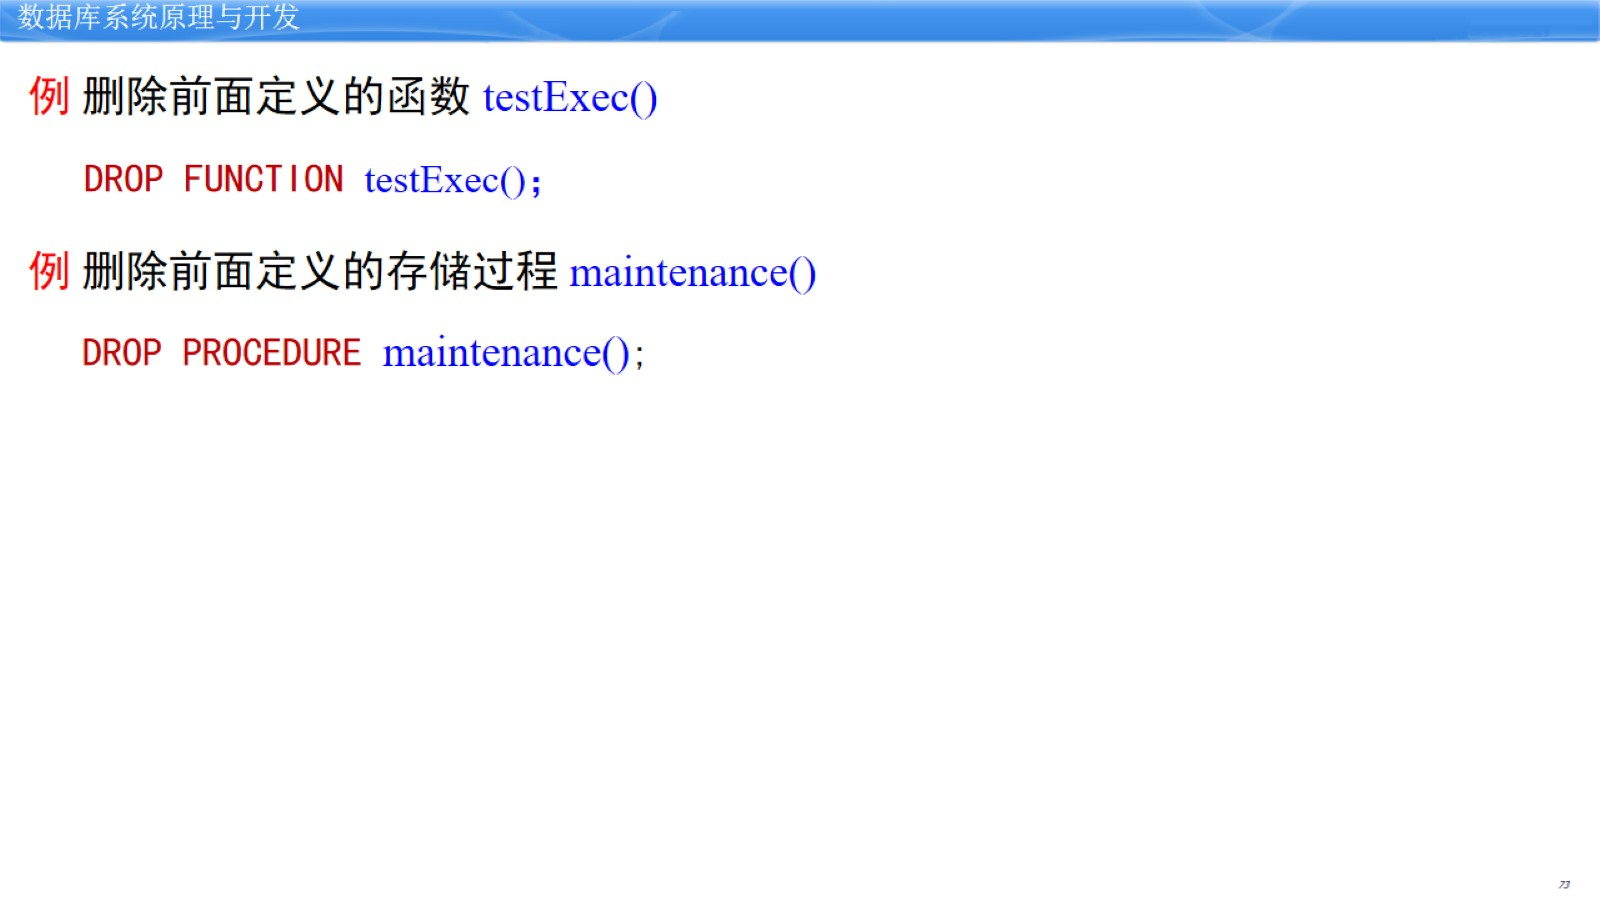 数据库系统原理与开发
例 删除前面定义的函数 testExec()
DROP FUNCTION testExec();
例 删除前面定义的存储过程 maintenance()
DROP PROCEDURE maintenance();
73